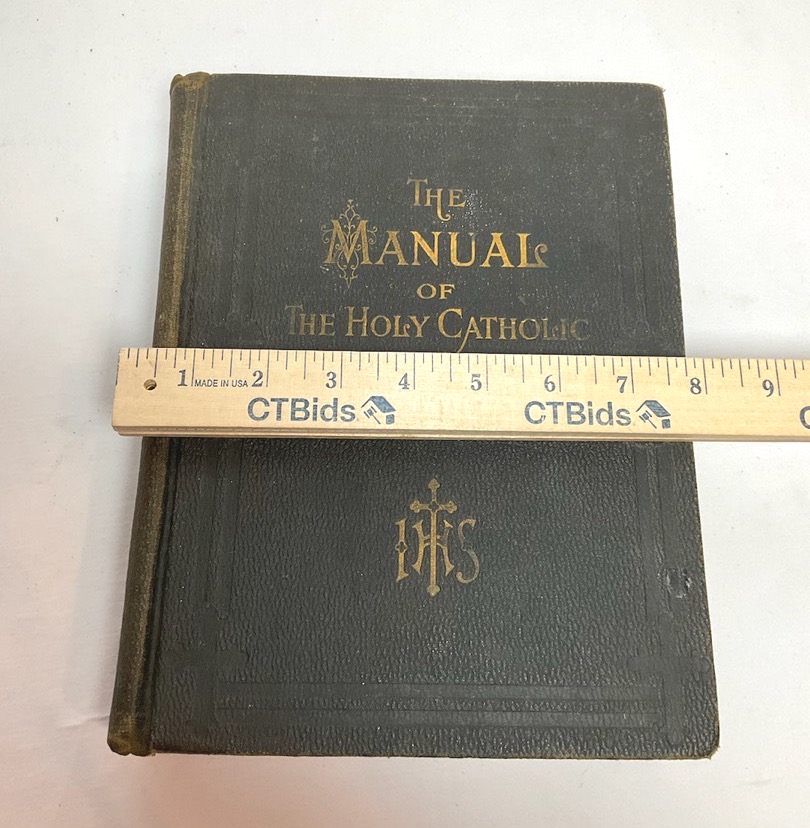 THE
MANUAL
OF
THE HOLY CATHOLIC
1 MADE IN USA 2 3 4 5 6 7 8 9
CTBids CTBids C
IHS